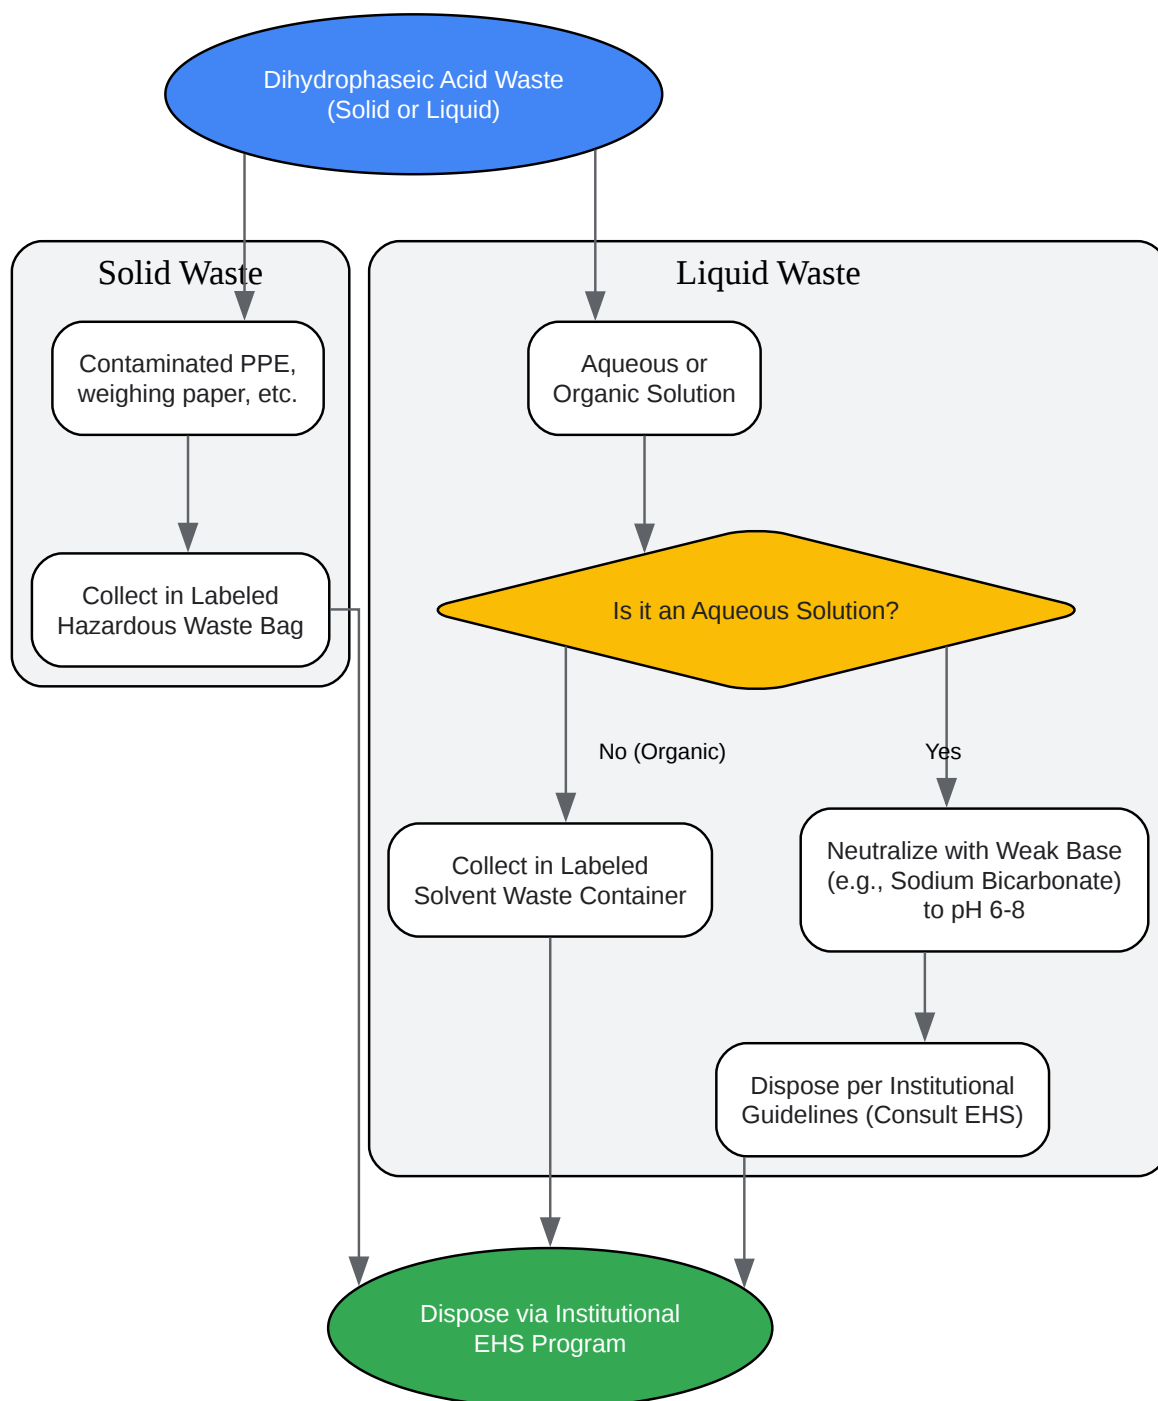 Dihydrophaseic Acid Waste
(Solid or Liquid)
Solid Waste
Contaminated PPE,
weighing paper, etc.
Collect in Labeled
Hazardous Waste Bag
Liquid Waste
Aqueous or
Organic Solution
Is it an Aqueous Solution?
No (Organic)
Yes
Collect in Labeled
Solvent Waste Container
Neutralize with Weak Base
(e.g., Sodium Bicarbonate)
to pH 6-8
Dispose per Institutional
Guidelines (Consult EHS)
Dispose via Institutional
EHS Program